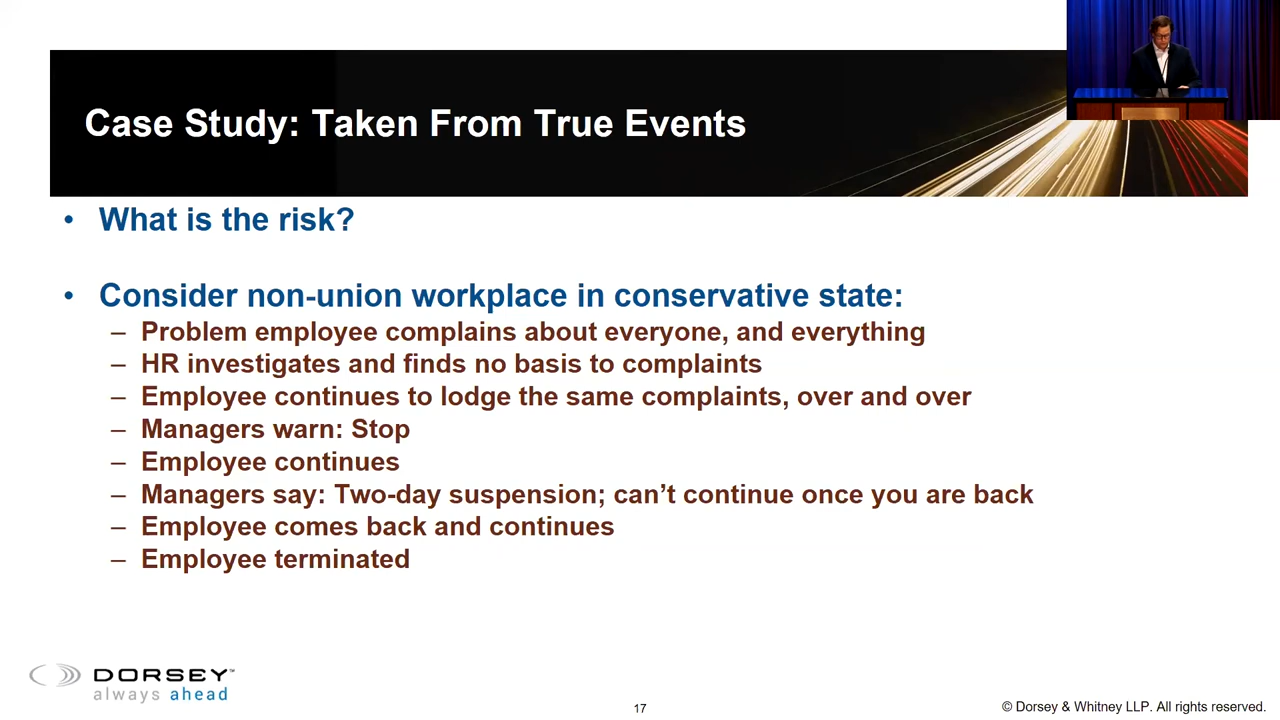 Case Study: Taken From True Events
• What is the risk?
• Consider non-union workplace in conservative state:
– Problem employee complains about everyone, and everything
– HR investigates and finds no basis to complaints
– Employee continues to lodge the same complaints, over and over
– Managers warn: Stop
– Employee continues
– Managers say: Two-day suspension; can’t continue once you are back
– Employee comes back and continues
– Employee terminated
DORSEY™
always ahead
17
© Dorsey & Whitney LLP. All rights reserved.